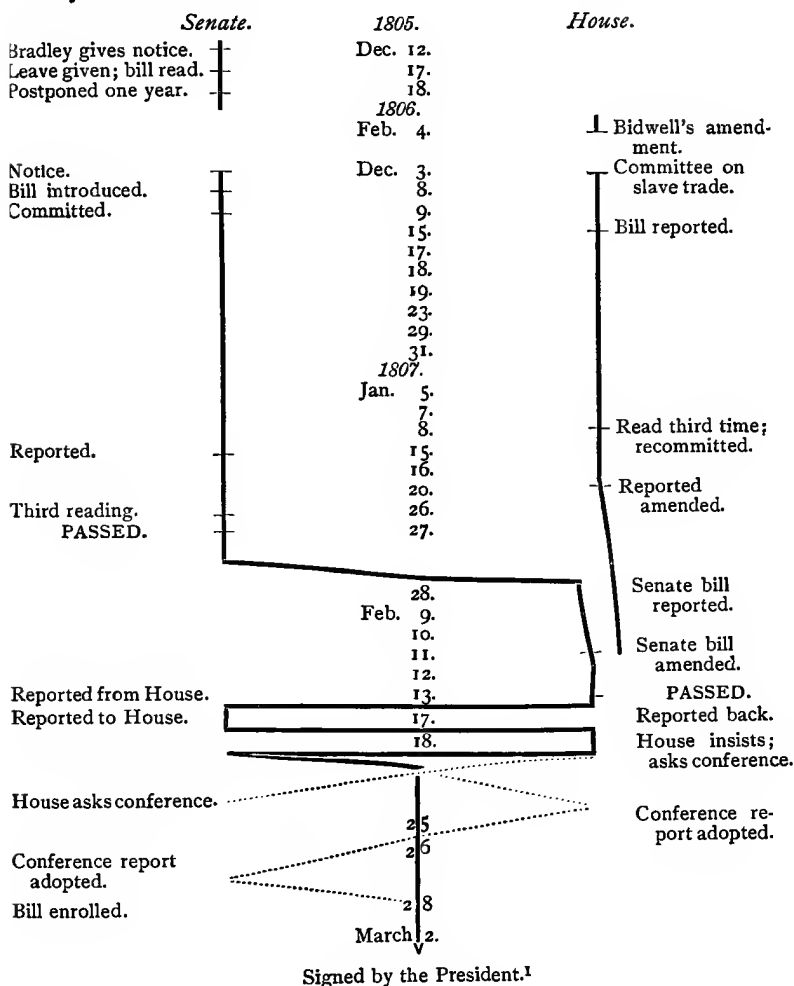 Senate. 1805. House.
Bradley gives notice. Dec. 12.
Leave given; bill read. 17.
Postponed one year. 18.
1806.
Feb. 4. Bidwell's amend-
ment.
Notice. Dec. 3. Committee on
Bill introduced. 8. slave trade.
Committed. 9.
15. Bill reported.
17.
18.
19.
23.
29.
31.
1807.
Jan. 5.
7.
8. Read third time;
recommitted.
Reported. 15.
16.
20. Reported
amended.
Third reading. 26.
PASSED. 27.
Senate bill
28. reported.
Feb. 9.
10.
11. Senate bill
amended.
12.
Reported from House. 13. PASSED.
Reported to House. 17. Reported back.
18. House insists;
asks conference.
House asks conference.
Conference re-
port adopted.
25
26
Conference report
adopted.
Bill enrolled. 28
March 2.
Signed by the President.1